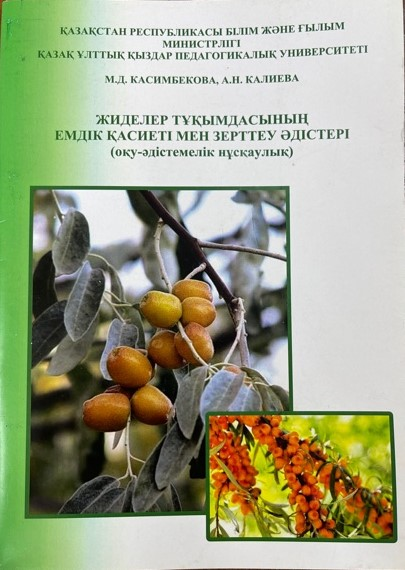 ҚАЗАҚСТАН РЕСПУБЛИКАСЫ БІЛІМ ЖӘНЕ ҒЫЛЫМ
МИНИСТРЛІГІ
ҚАЗАҚ ҰЛТТЫҚ ҚЫЗДАР ПЕДАГОГИКАЛЫҚ УНИВЕРСИТЕТІ
М.Д. КАСИМБЕКОВА, А.Н. КАЛИЕВА
ЖИДЕЛЕР ТҰҚЫМДАСЫНЫҢ
ЕМДІК ҚАСИЕТІ МЕН ЗЕРТТЕУ ӘДІСТЕРІ
(оқу-әдістемелік нұсқаулық)